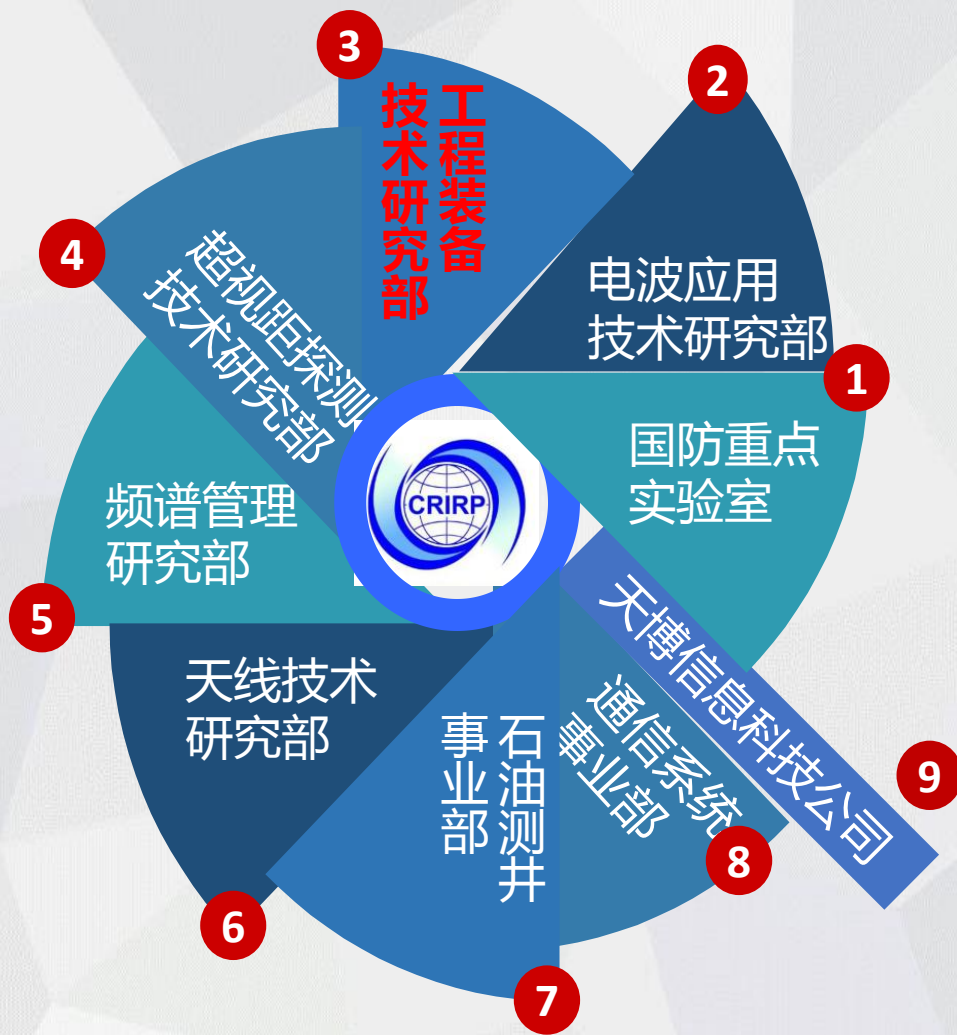 1
国防重点
实验室
2
电波应用
技术研究部
3
工程装备
技术研究部
4
超视距探测
技术研究部
5
频谱管理
研究部
6
天线技术
研究部
7
石油测井
事业部
8
通信系统
事业部
9
天博信息科技公司
CRIRP